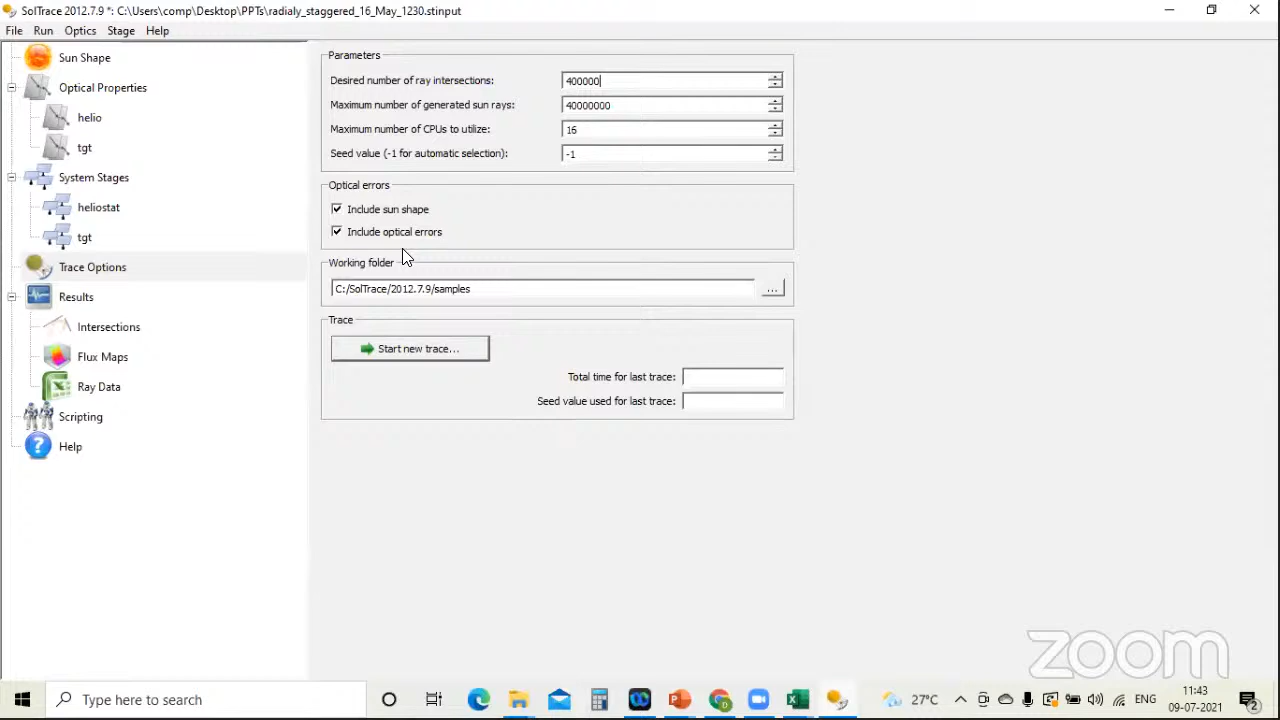 SolTrace 2012.7.9 *: C:\Users\comp\Desktop\PPTs\radialy_staggered_16_May_1230.stinput
File Run Optics Stage Help
Sun Shape
Optical Properties
helio
tgt
System Stages
heliostat
tgt
Trace Options
Results
Intersections
Flux Maps
Ray Data
Scripting
Help
Parameters
Desired number of ray intersections: 400000
Maximum number of generated sun rays: 40000000
Maximum number of CPUs to utilize: 16
Seed value (-1 for automatic selection): -1
Optical errors
Include sun shape
Include optical errors
Working folder
C:/SolTrace/2012.7.9/samples ...
Trace
Start new trace...
Total time for last trace:
Seed value used for last trace:
zoom
Type here to search 27°C ENG 11:43
09-07-2021 2